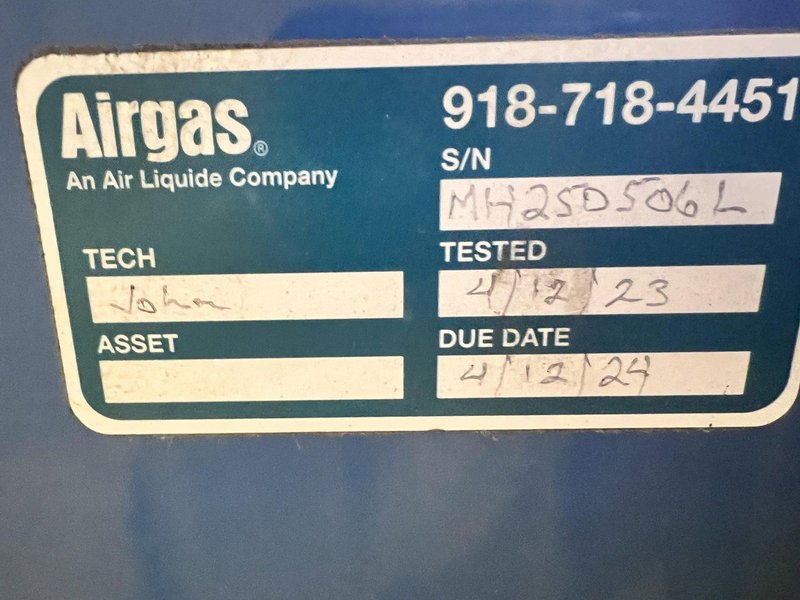 Airgas®
An Air Liquide Company
918-718-4451
S/N
MH250506L
TECH
John
TESTED
4/12/23
ASSET
DUE DATE
4/12/24